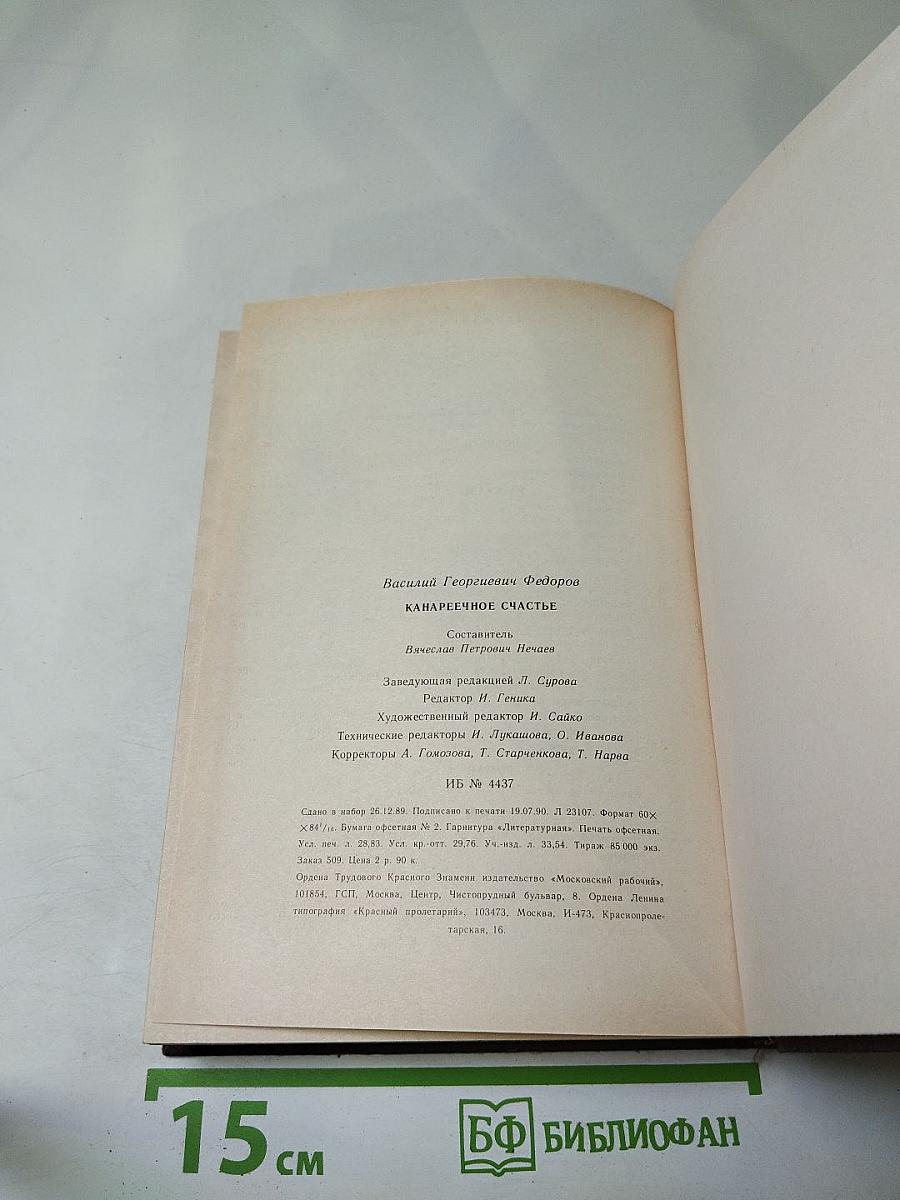 Василий Георгиевич Федоров
КАНАРЕЕЧНОЕ СЧАСТЬЕ
Составитель
Вячеслав Петрович Нечаев
Заведующая редакцией Л. Сурова
Редактор И. Геника
Художественный редактор И. Сайко
Технические редакторы И. Лукашова, О. Иванова
Корректоры А. Гомозова, Т. Старченкова, Т. Нарва
ИБ № 4437
Сдано в набор 26.12.89. Подписано к печати 19.07.90. Л 23107. Формат 60×
×84¹/₁₆. Бумага офсетная № 2. Гарнитура «Литературная». Печать офсетная.
Усл. печ. л. 28,83. Усл. кр.-отт. 29,76. Уч.-изд. л. 33,54. Тираж 85 000 экз.
Заказ 509. Цена 2 р. 90 к.
Ордена Трудового Красного Знамени издательство «Московский рабочий»,
101854, ГСП, Москва, Центр, Чистопрудный бульвар, 8. Ордена Ленина
типография «Красный пролетарий», 103473, Москва, И-473, Краснопроле-
тарская, 16.
15 см
БФ БИБЛИОФАН